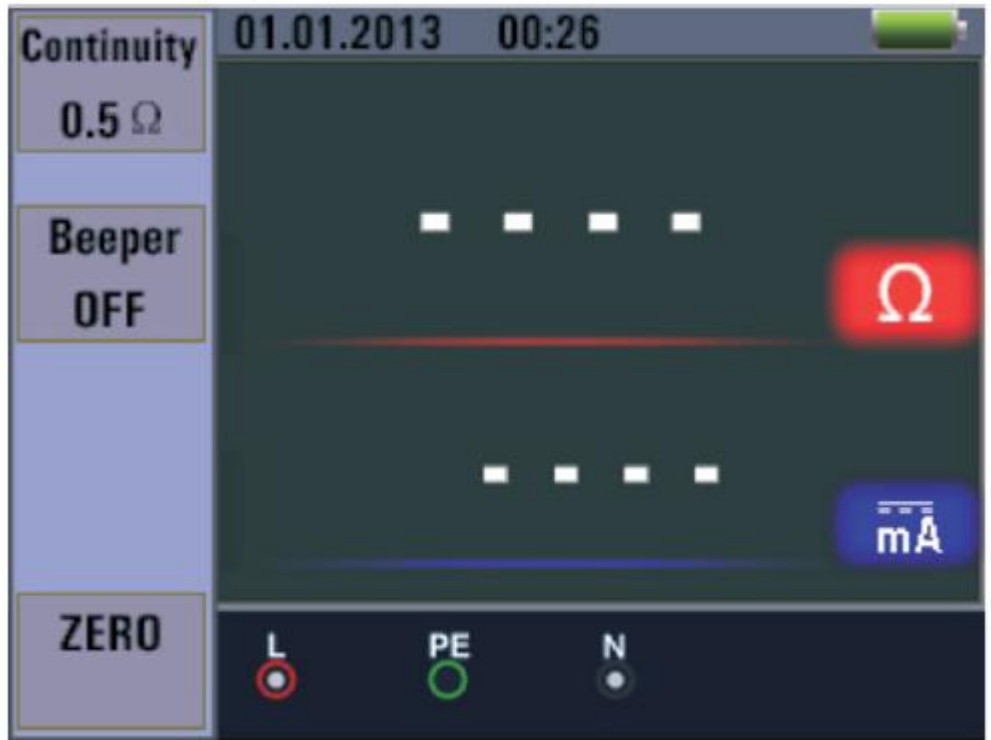 01.01.2013 00:26
Continuity
0.5 Ω
Beeper
OFF
ZERO
- - - -
Ω
- - - -
mA
L PE N